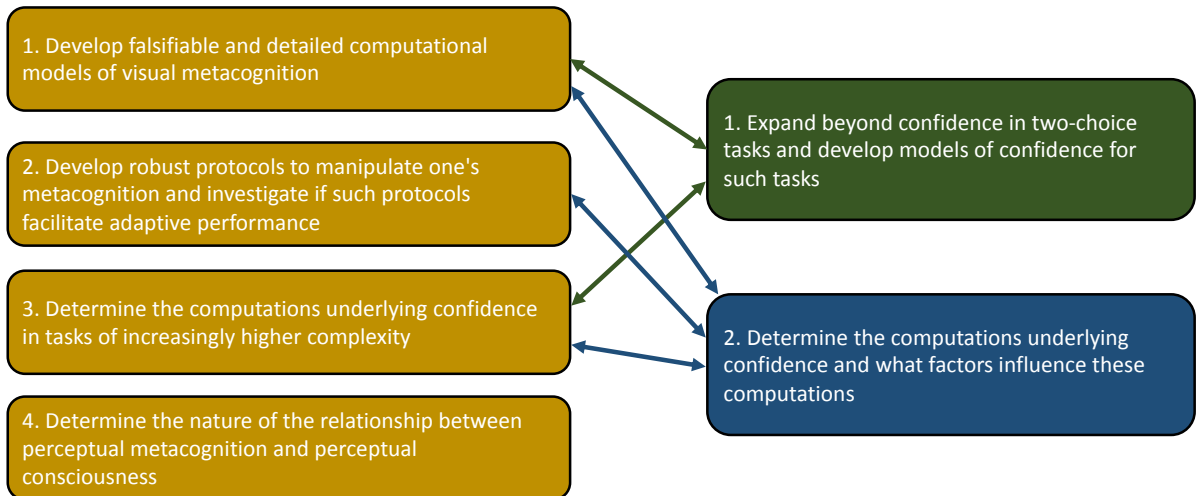 1. Develop falsifiable and detailed computational
models of visual metacognition
2. Develop robust protocols to manipulate one's
metacognition and investigate if such protocols
facilitate adaptive performance
3. Determine the computations underlying confidence
in tasks of increasingly higher complexity
4. Determine the nature of the relationship between
perceptual metacognition and perceptual
consciousness
1. Expand beyond confidence in two-choice
tasks and develop models of confidence for
such tasks
2. Determine the computations underlying
confidence and what factors influence these
computations